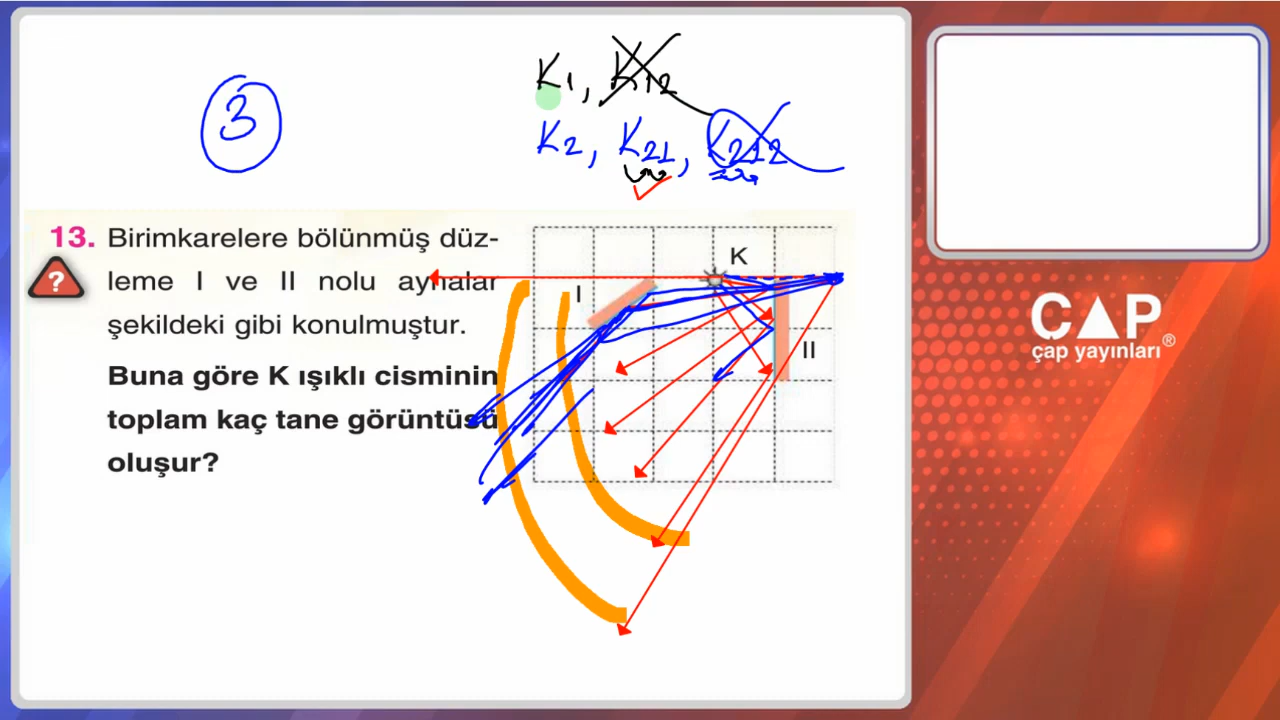 3
K1, K12
K2, K21, K212
13. Birimkarelere bölünmüş düz-
leme I ve II nolu aynalar
şekildeki gibi konulmuştur.
Buna göre K ışıklı cisminin
toplam kaç tane görüntüsü
oluşur?
?
K
I
II
ÇAP
çap yayınları®